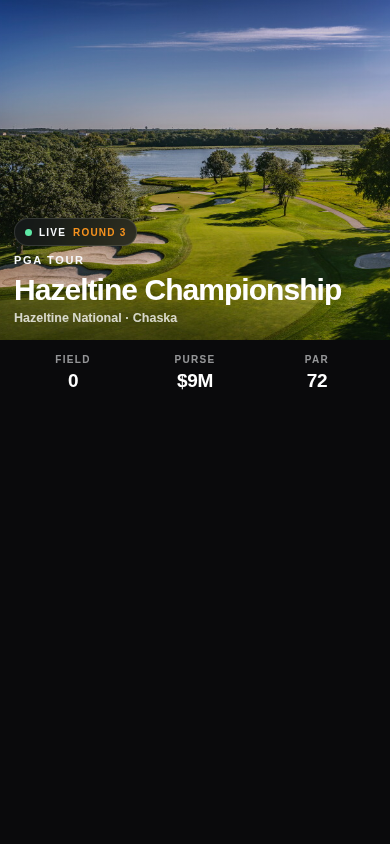 LIVE ROUND 3
PGA TOUR
Hazeltine Championship
Hazeltine National · Chaska
FIELD PURSE PAR
0 $9M 72